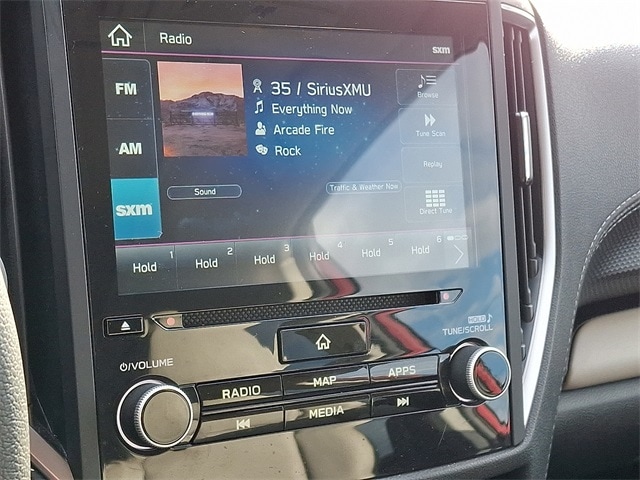 Radio
sxm
FM
35 / SiriusXMU
Everything Now
Arcade Fire
Rock
Browse
AM
Tune Scan
Replay
sxm
Sound
Traffic & Weather Now
Direct Tune
Hold 1
Hold 2
Hold 3
Hold 4
Hold 5
Hold 6
HOLD
TUNE/SCROLL
VOLUME
RADIO
MAP
APPS
MEDIA